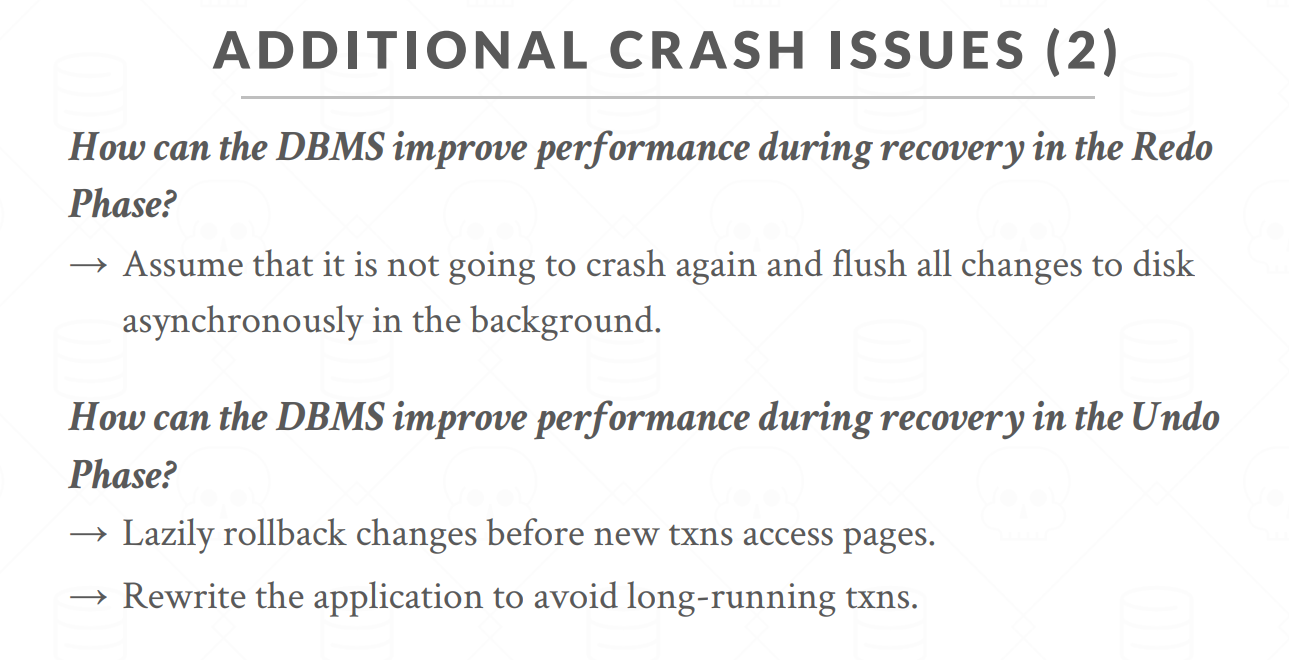 ADDITIONAL CRASH ISSUES (2)
How can the DBMS improve performance during recovery in the Redo
Phase?
→ Assume that it is not going to crash again and flush all changes to disk
asynchronously in the background.
How can the DBMS improve performance during recovery in the Undo
Phase?
→ Lazily rollback changes before new txns access pages.
→ Rewrite the application to avoid long-running txns.